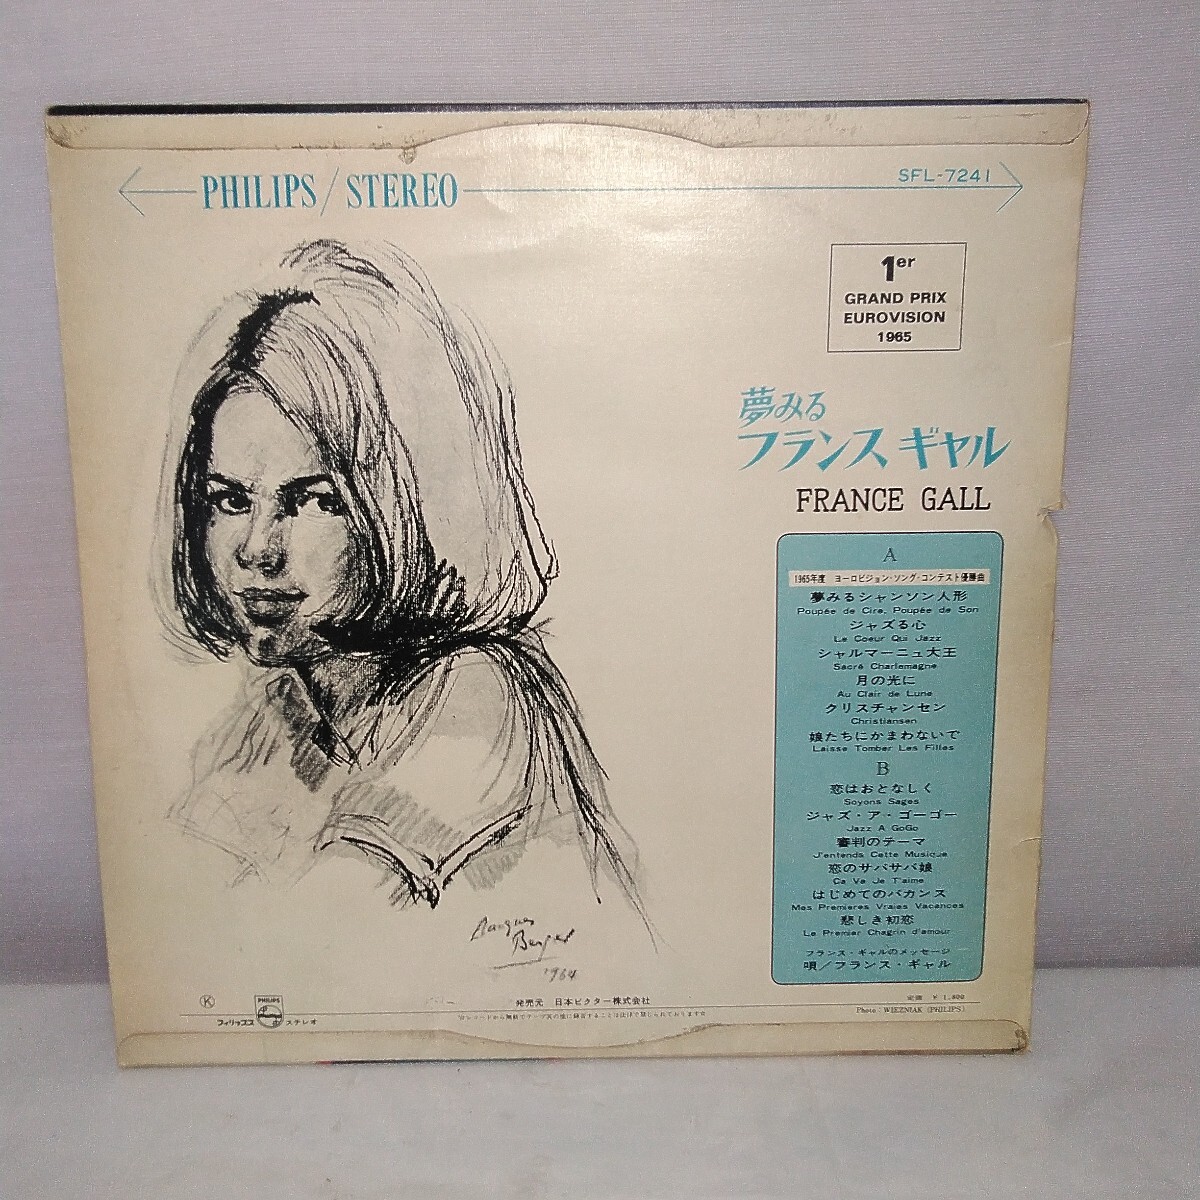 PHILIPS / STEREO
SFL-7241
1er
GRAND PRIX
EUROVISION
1965
夢みる
フランス ギャル
FRANCE GALL
A
1965年度 ヨーロビジョン・ソング・コンテスト優勝曲
夢みるシャンソン人形
Poupée de Cire, Poupée de Son
ジャズる心
Le Coeur Qui Jazz
シャルマーニュ大王
Sacré Charlemagne
月の光に
Au Clair de Lune
クリスチャンセン
Christiansen
娘たちにかまわないで
Laisse Tomber Les Filles
B
恋はおとなしく
Soyons Sages
ジャズ・ア・ゴーゴー
Jazz A GoGo
審判のテーマ
J'entends Cette Musique
恋のサバサバ娘
Ca Va Je T'aime
はじめてのバカンス
Mes Premieres Vraies Vacances
悲しき初恋
Le Premier Chagrin d'amour
フランス・ギャルのメッセージ
唄/フランス・ギャル
1964
K
PHILIPS
フィリップス
ステレオ
発売元 日本ビクター株式会社
定価 ¥1,800
Photo: WIEZNIAK (PHILIPS)